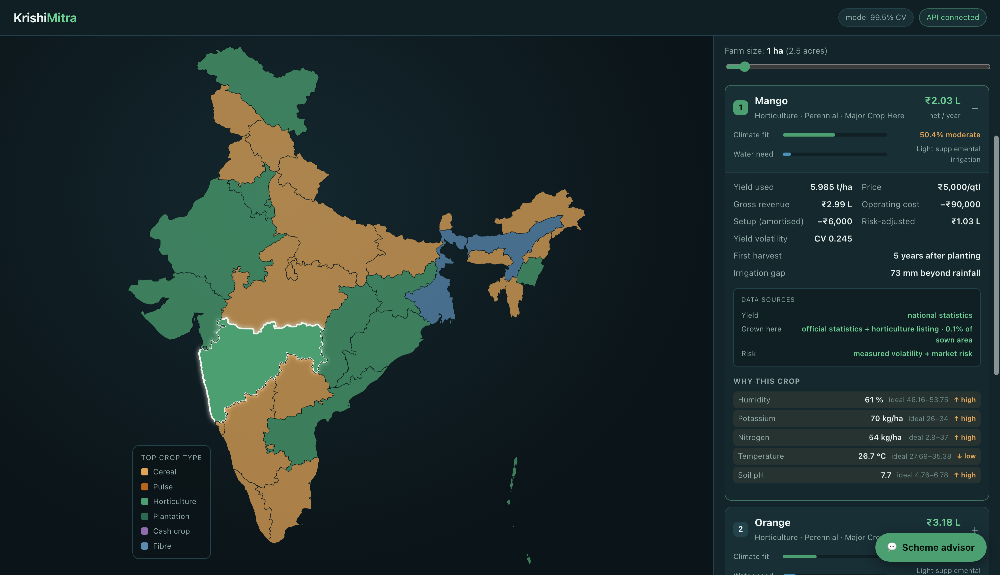 KrishiMitra
model 99.5% CV
API connected
Farm size: 1 ha (2.5 acres)
1
Mango
₹2.03 L
−
Horticulture · Perennial · Major Crop Here
net / year
Climate fit
50.4% moderate
Water need
Light supplemental
irrigation
Yield used 5.985 t/ha Price ₹5,000/qtl
Gross revenue ₹2.99 L Operating cost −₹90,000
Setup (amortised) −₹6,000 Risk-adjusted ₹1.03 L
Yield volatility CV 0.245
First harvest 5 years after planting
Irrigation gap 73 mm beyond rainfall
DATA SOURCES
Yield national statistics
Grown here official statistics + horticulture listing · 0.1% of
sown area
Risk measured volatility + market risk
WHY THIS CROP
Humidity 61 % ideal 46.16–53.75 ↑ high
Potassium 70 kg/ha ideal 26–34 ↑ high
Nitrogen 54 kg/ha ideal 2.9–37 ↑ high
Temperature 26.7 °C ideal 27.69–35.38 ↓ low
Soil pH 7.7 ideal 4.76–6.78 ↑ high
2
Orange
₹3.18 L
+
Horticulture · Perennial · Major
Scheme advisor
Climate fit
Light supplemental
TOP CROP TYPE
Cereal
Pulse
Horticulture
Plantation
Cash crop
Fibre